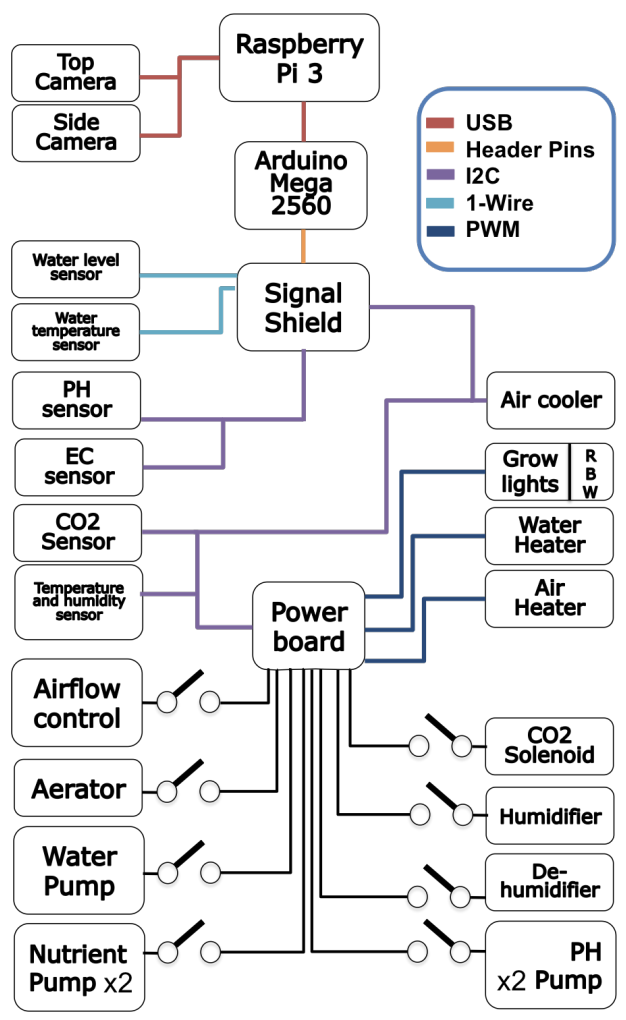 Raspberry
Pi 3
Top
Camera
Side
Camera
Arduino
Mega
2560
USB
Header Pins
I2C
1-Wire
PWM
Water level
sensor
Water
temperature
sensor
Signal
Shield
PH
sensor
EC
sensor
CO2
Sensor
Temperature
and humidity
sensor
Air cooler
Grow
lights
R
B
W
Water
Heater
Air
Heater
Power
board
Airflow
control
Aerator
Water
Pump
Nutrient
Pump x2
CO2
Solenoid
Humidifier
De-
humidifier
PH
x2 Pump